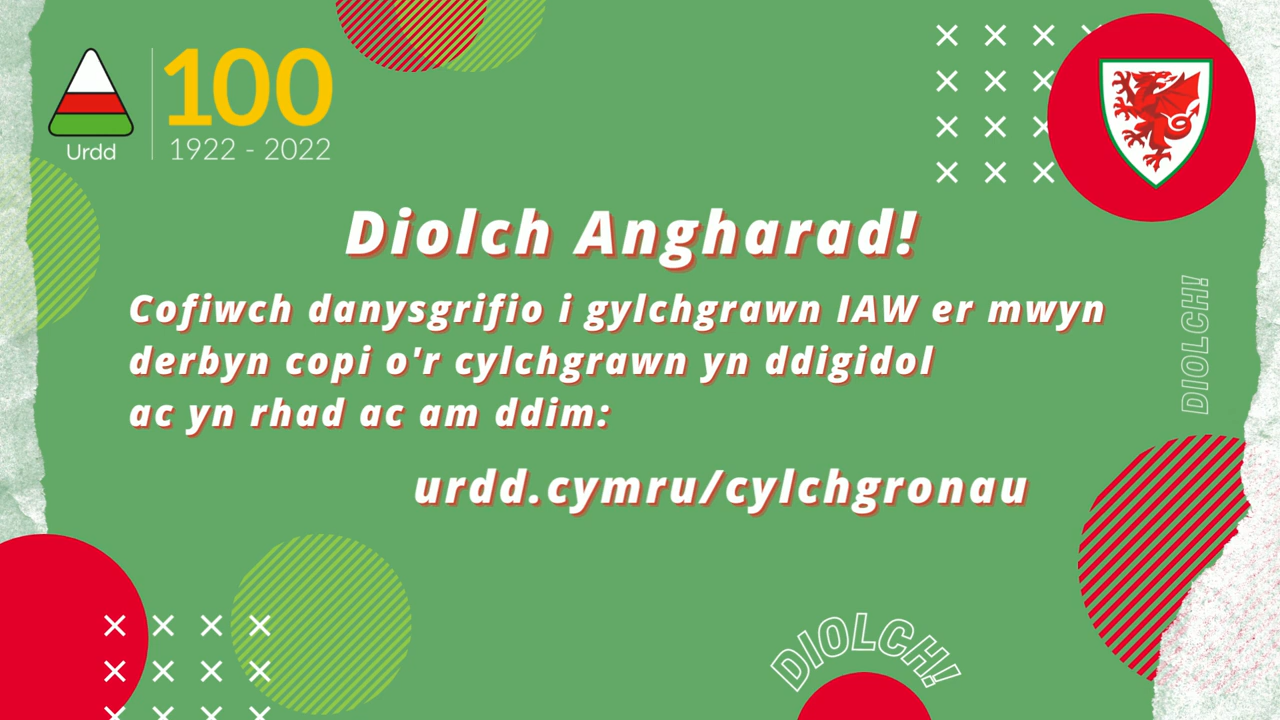 Urdd
100
1922 - 2022
Diolch Angharad!
Cofiwch danysgrifio i gylchgrawn IAW er mwyn
derbyn copi o'r cylchgrawn yn ddigidol
ac yn rhad ac am ddim:
urdd.cymru/cylchgronau
DIOLCH!
DIOLCH!